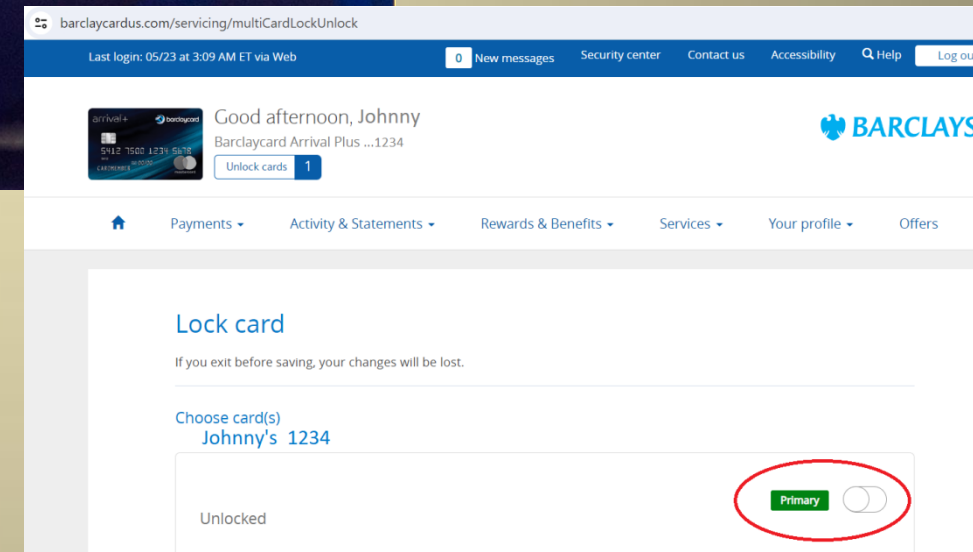 barclaycardus.com/servicing/multiCardLockUnlock
Last login: 05/23 at 3:09 AM ET via Web 0 New messages Security center Contact us Accessibility Help Log ou
arrival+ barclaycard
5412 7500 1234 5678
CARDMEMBER
Good afternoon, Johnny
Barclaycard Arrival Plus ...1234
Unlock cards 1
BARCLAYS
Payments Activity & Statements Rewards & Benefits Services Your profile Offers
Lock card
If you exit before saving, your changes will be lost.
Choose card(s)
Johnny's 1234
Primary
Unlocked